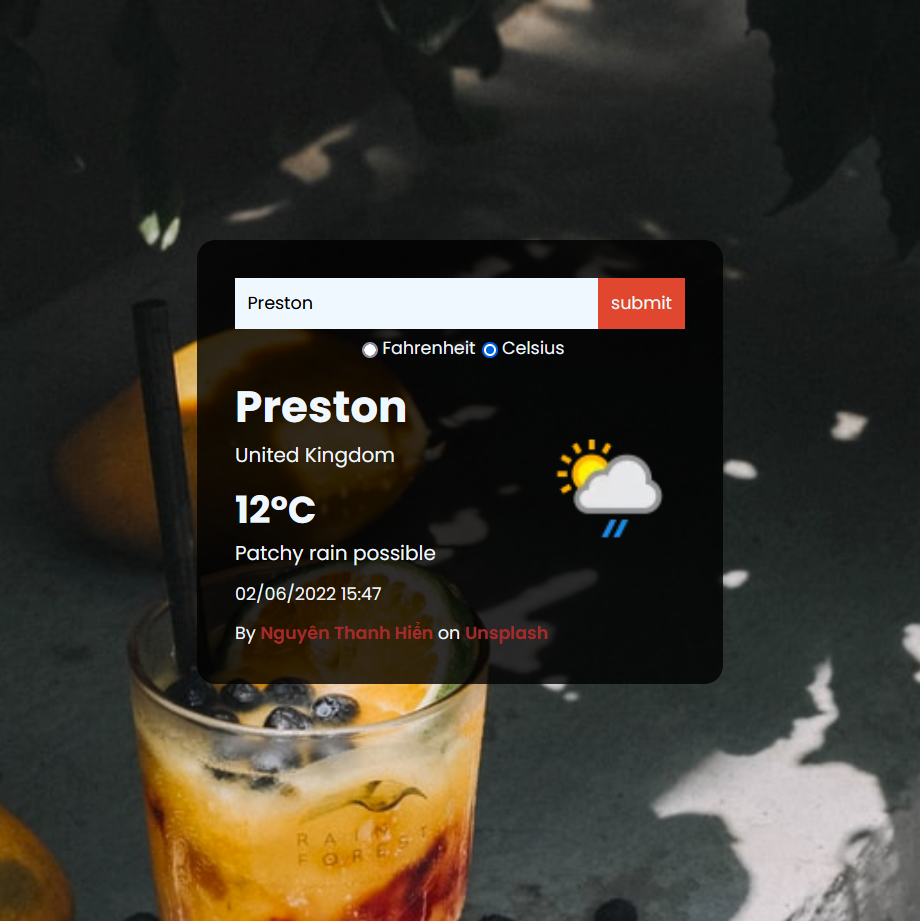 Preston
submit
Fahrenheit Celsius
Preston
United Kingdom
12°C
Patchy rain possible
02/06/2022 15:47
By Nguyên Thanh Hiển on Unsplash
RAIN
FOREST